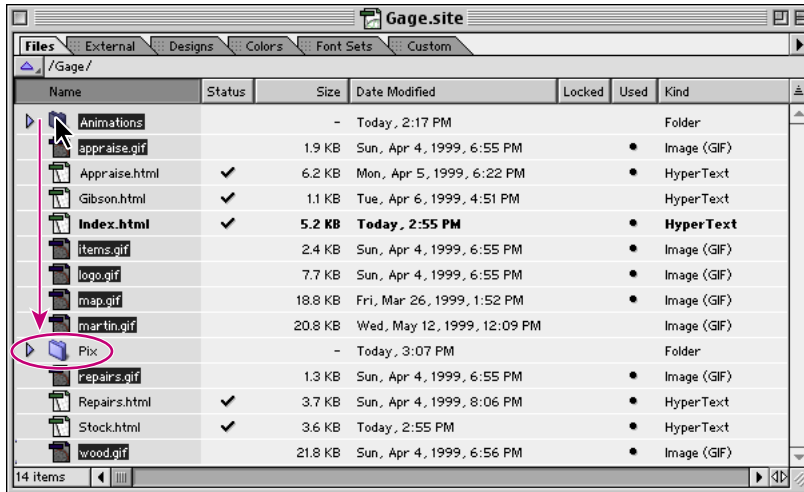 Gage.site
Files External Designs Colors Font Sets Custom
/Gage/
Name Status Size Date Modified Locked Used Kind
Animations - Today, 2:17 PM Folder
appraise.gif 1.9 KB Sun, Apr 4, 1999, 6:55 PM • Image (GIF)
Appraise.html ✔ 6.2 KB Mon, Apr 5, 1999, 6:22 PM • HyperText
Gibson.html ✔ 1.1 KB Tue, Apr 6, 1999, 4:51 PM HyperText
Index.html ✔ 5.2 KB Today, 2:55 PM • HyperText
items.gif 2.4 KB Sun, Apr 4, 1999, 6:55 PM • Image (GIF)
logo.gif 7.7 KB Sun, Apr 4, 1999, 6:55 PM • Image (GIF)
map.gif 18.8 KB Fri, Mar 26, 1999, 1:52 PM • Image (GIF)
martin.gif 20.8 KB Wed, May 12, 1999, 12:09 PM Image (GIF)
Pix - Today, 3:07 PM Folder
repairs.gif 1.3 KB Sun, Apr 4, 1999, 6:55 PM • Image (GIF)
Repairs.html ✔ 3.7 KB Sun, Apr 4, 1999, 8:06 PM • HyperText
Stock.html ✔ 3.6 KB Today, 2:55 PM • HyperText
wood.gif 21.8 KB Sun, Apr 4, 1999, 6:56 PM • Image (GIF)
14 items